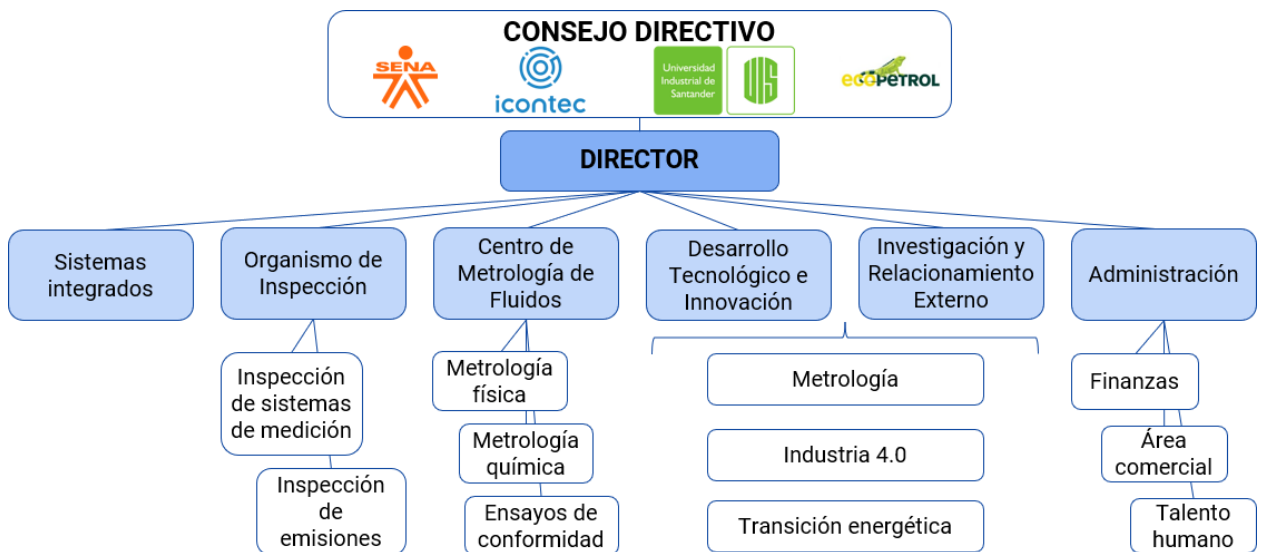 CONSEJO DIRECTIVO
SENA
icontec
Universidad
Industrial de
Santander
UIS
ecoPETROL
DIRECTOR
Sistemas
integrados
Organismo de
Inspección
Centro de
Metrología de
Fluidos
Desarrollo
Tecnológico e
Innovación
Investigación y
Relacionamiento
Externo
Administración
Inspección
de sistemas
de medición
Inspección
de
emisiones
Metrología
física
Metrología
química
Ensayos de
conformidad
Metrología
Industria 4.0
Transición energética
Finanzas
Área
comercial
Talento
humano